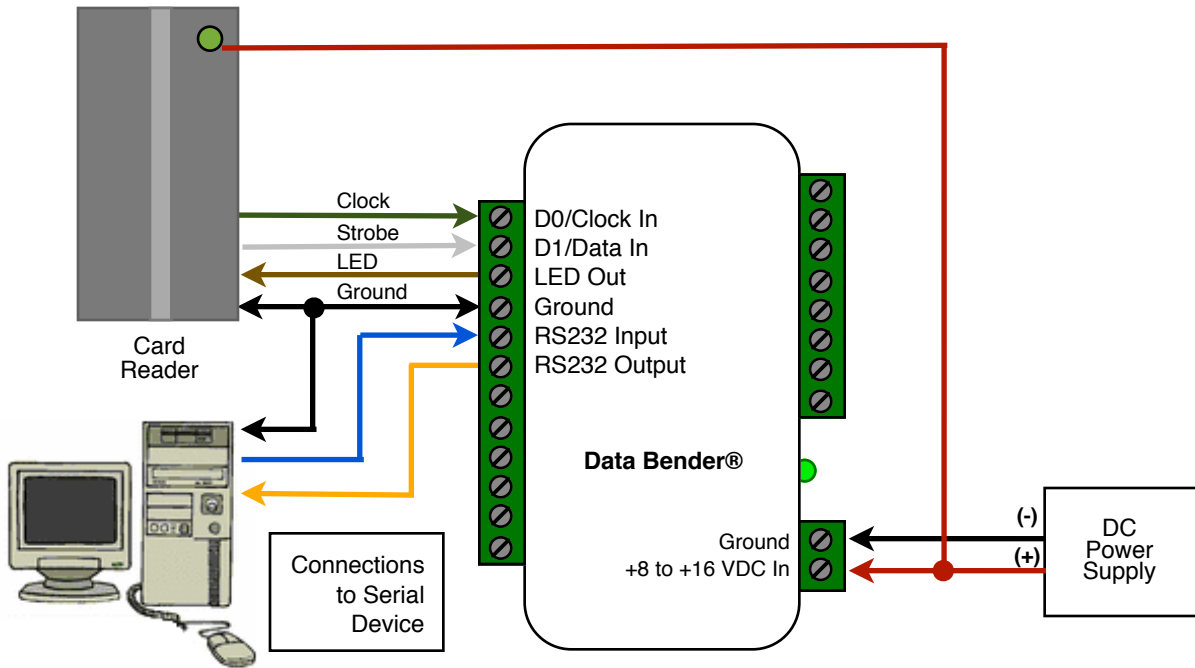 Clock
Strobe
LED
Ground
D0/Clock In
D1/Data In
LED Out
Ground
RS232 Input
RS232 Output
Card
Reader
Data Bender®
Connections
to Serial
Device
Ground
+8 to +16 VDC In
(-)
(+)
DC
Power
Supply